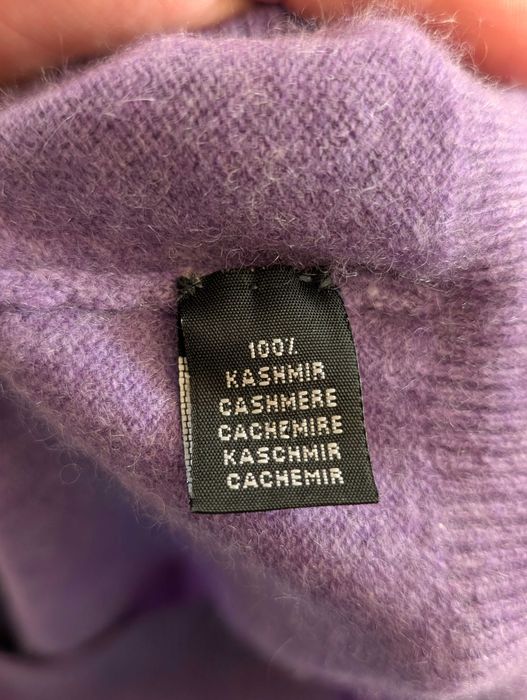 100%
KASHMIR
CASHMERE
CACHEMIRE
KASCHMIR
CACHEMIR